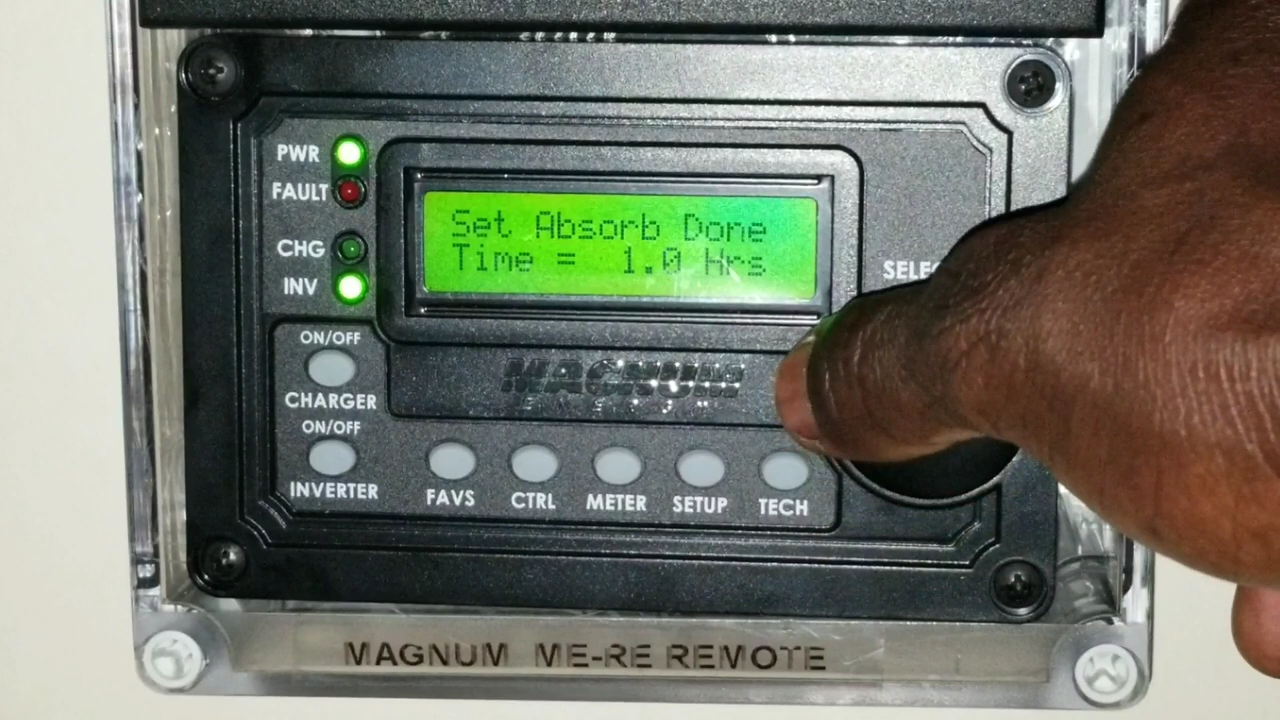 PWR
FAULT
CHG
INV
Set Absorb Done
Time = 1.0 Hrs
ON/OFF
CHARGER
ON/OFF
INVERTER
MAGNUM
FAVS
CTRL
METER
SETUP
TECH
MAGNUM ME-RE REMOTE